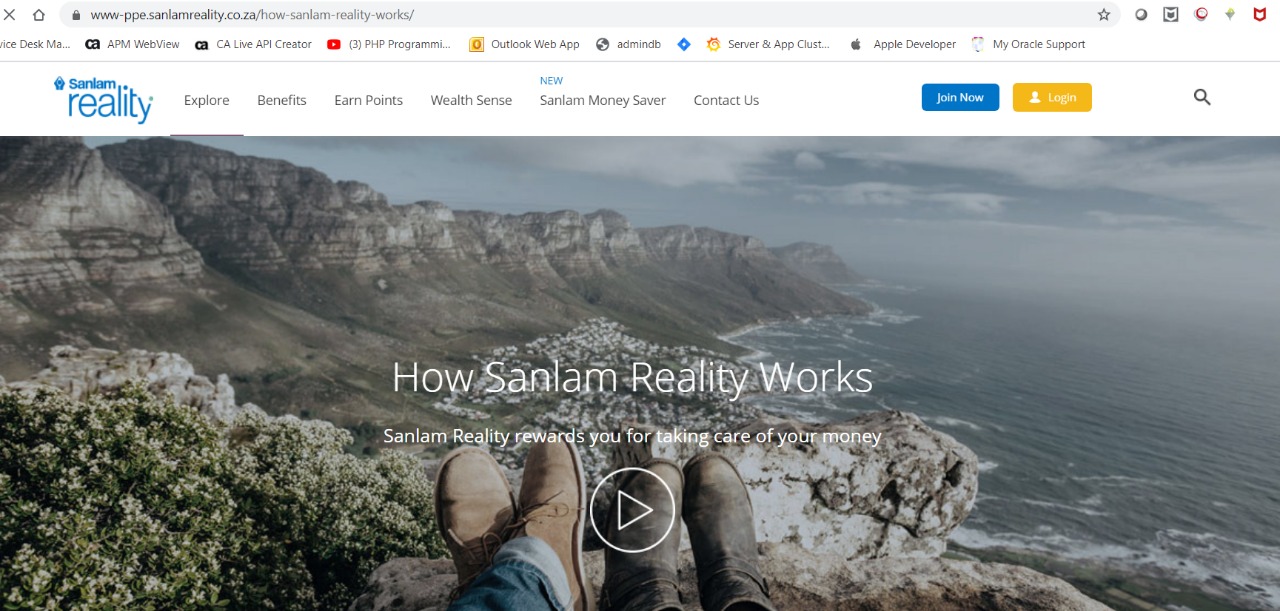 www-ppe.sanlamreality.co.za/how-sanlam-reality-works/
vice Desk Ma... CA APM WebView CA CA Live API Creator (3) PHP Programmi... Outlook Web App admindb Server & App Clust... Apple Developer My Oracle Support
Sanlam
reality
NEW
Explore Benefits Earn Points Wealth Sense Sanlam Money Saver Contact Us Join Now Login
How Sanlam Reality Works
Sanlam Reality rewards you for taking care of your money